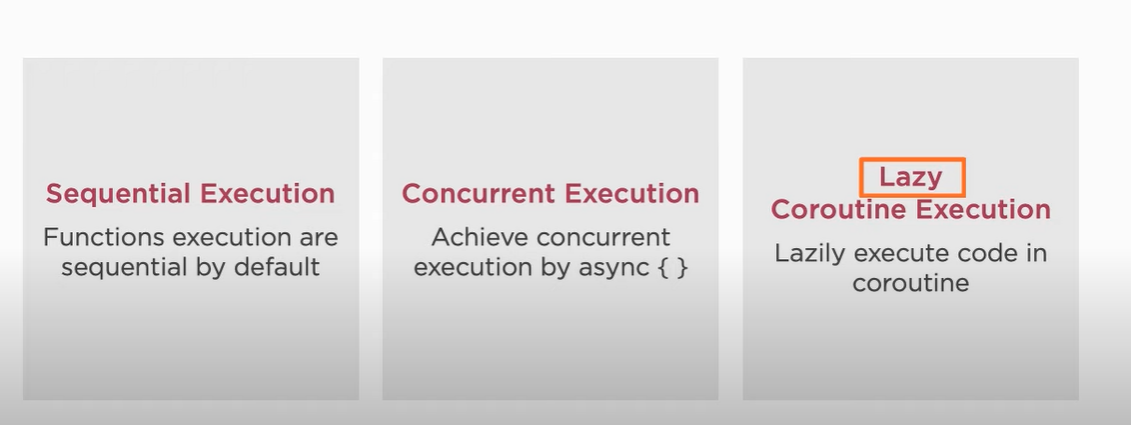 Sequential Execution
Functions execution are
sequential by default
Concurrent Execution
Achieve concurrent
execution by async { }
Lazy
Coroutine Execution
Lazily execute code in
coroutine